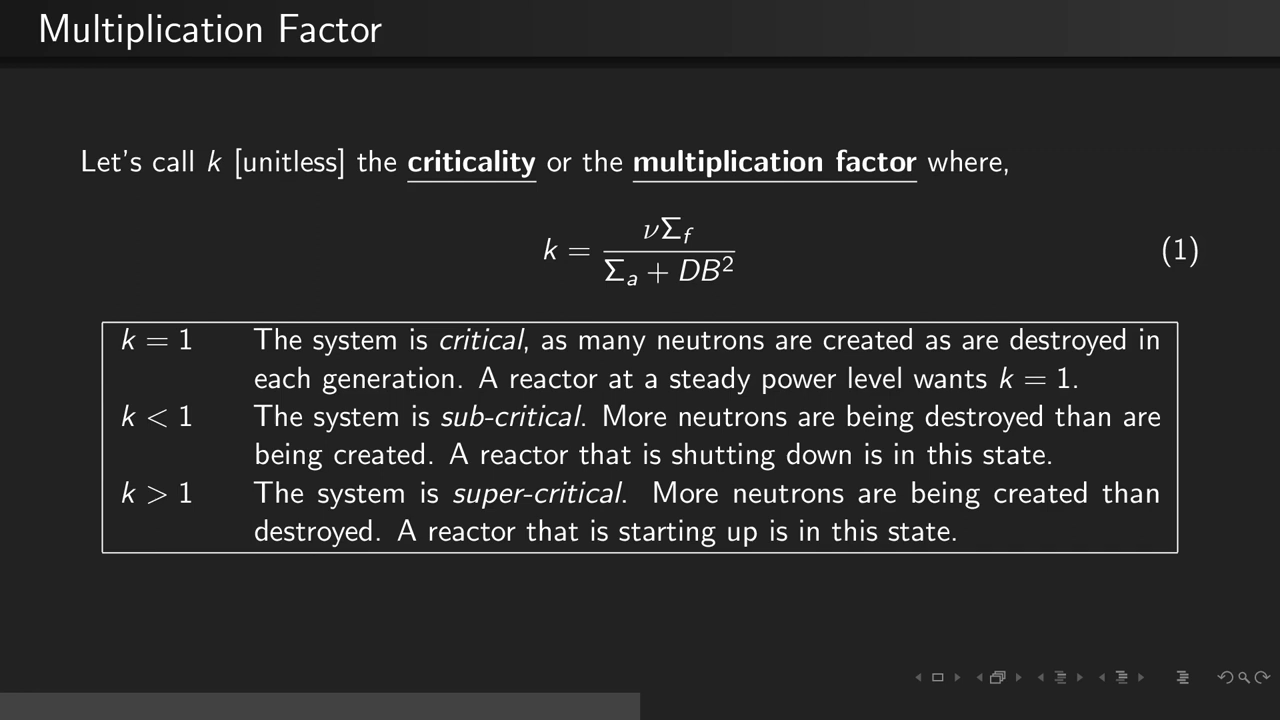 Multiplication Factor
Let's call k [unitless] the criticality or the multiplication factor where,
k = νΣf / (Σa + DB²) (1)
k = 1 The system is critical, as many neutrons are created as are destroyed in
each generation. A reactor at a steady power level wants k = 1.
k < 1 The system is sub-critical. More neutrons are being destroyed than are
being created. A reactor that is shutting down is in this state.
k > 1 The system is super-critical. More neutrons are being created than
destroyed. A reactor that is starting up is in this state.